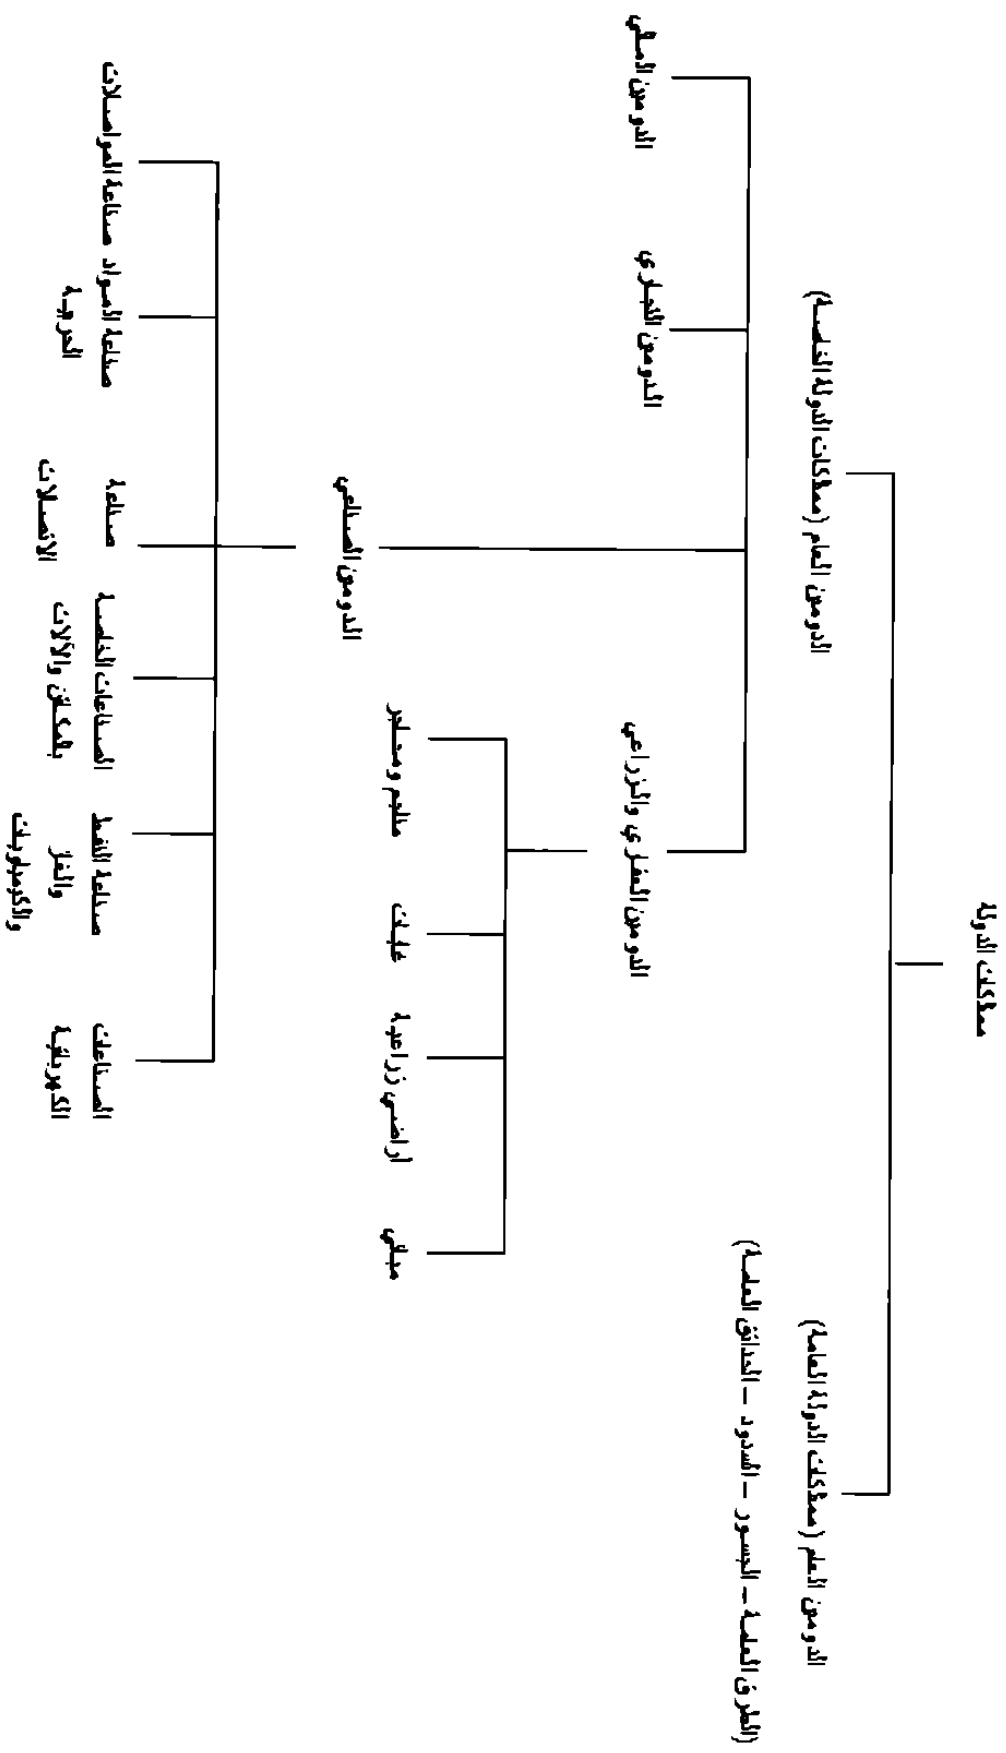 ممتلكات الدولة
الدومين العام (ممتلكات الدولة العامة)
(الطرق العامة – الجسور – السدود – الحدائق العامة)
الدومين العام (ممتلكات الدولة الخاصة)
الدومين العقاري والزراعي
الدومين التجاري
الدومين المالي
مباني
اراضي زراعية
غابات
مناجم ومحاجر
الدومين الصناعي
الصناعات
الكهربائية
صناعة النفط
والغاز
والكيمياويات
الصناعات الخاصة
بالمكائن والآلات
صناعة
الاتصالات
صناعة المواد
الحربية
صناعة المواصلات